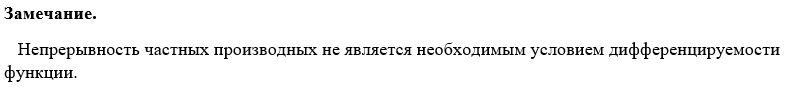 Замечание.
Непрерывность частных производных не является необходимым условием дифференцируемости
функции.